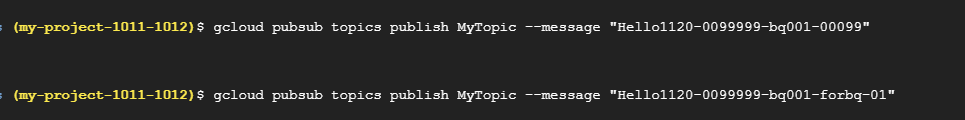 (my-project-1011-1012)$ gcloud pubsub topics publish MyTopic --message "Hello1120-0099999-bq001-00099"
(my-project-1011-1012)$ gcloud pubsub topics publish MyTopic --message "Hello1120-0099999-bq001-forbq-01"